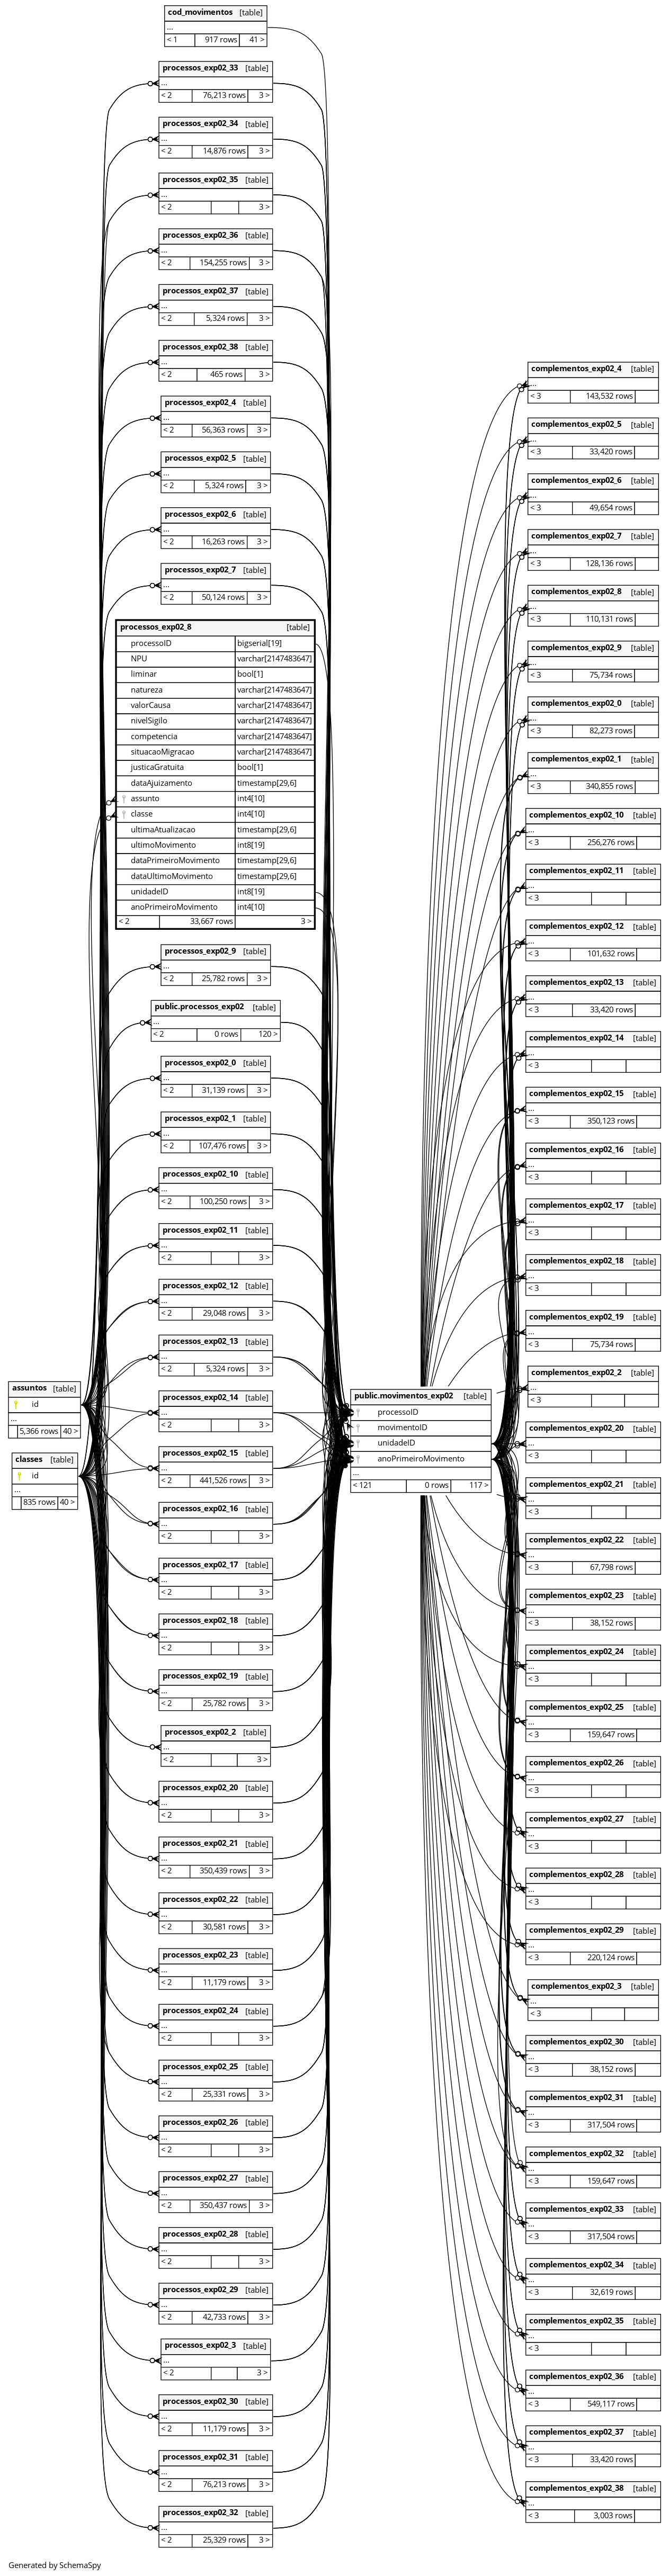 cod_movimentos [table]
...
< 1 917 rows 41 >
processos_exp02_33 [table]
...
< 2 76,213 rows 3 >
processos_exp02_34 [table]
...
< 2 14,876 rows 3 >
processos_exp02_35 [table]
...
< 2 3 >
processos_exp02_36 [table]
...
< 2 154,255 rows 3 >
processos_exp02_37 [table]
...
< 2 5,324 rows 3 >
processos_exp02_38 [table]
...
< 2 465 rows 3 >
processos_exp02_4 [table]
...
< 2 56,363 rows 3 >
processos_exp02_5 [table]
...
< 2 5,324 rows 3 >
processos_exp02_6 [table]
...
< 2 16,263 rows 3 >
processos_exp02_7 [table]
...
< 2 50,124 rows 3 >
processos_exp02_8 [table]
processoID bigserial[19]
NPU varchar[2147483647]
liminar bool[1]
natureza varchar[2147483647]
valorCausa varchar[2147483647]
nivelSigilo varchar[2147483647]
competencia varchar[2147483647]
situacaoMigracao varchar[2147483647]
justicaGratuita bool[1]
dataAjuizamento timestamp[29,6]
assunto int4[10]
classe int4[10]
ultimaAtualizacao timestamp[29,6]
ultimoMovimento int8[19]
dataPrimeiroMovimento timestamp[29,6]
dataUltimoMovimento timestamp[29,6]
unidadeID int8[19]
anoPrimeiroMovimento int4[10]
< 2 33,667 rows 3 >
processos_exp02_9 [table]
...
< 2 25,782 rows 3 >
public.processos_exp02 [table]
...
< 2 0 rows 120 >
processos_exp02_0 [table]
...
< 2 31,139 rows 3 >
processos_exp02_1 [table]
...
< 2 107,476 rows 3 >
processos_exp02_10 [table]
...
< 2 100,250 rows 3 >
processos_exp02_11 [table]
...
< 2 3 >
processos_exp02_12 [table]
...
< 2 29,048 rows 3 >
processos_exp02_13 [table]
...
< 2 5,324 rows 3 >
processos_exp02_14 [table]
...
< 2 3 >
processos_exp02_15 [table]
...
< 2 441,526 rows 3 >
processos_exp02_16 [table]
...
< 2 3 >
processos_exp02_17 [table]
...
< 2 3 >
processos_exp02_18 [table]
...
< 2 3 >
processos_exp02_19 [table]
...
< 2 25,782 rows 3 >
processos_exp02_2 [table]
...
< 2 3 >
processos_exp02_20 [table]
...
< 2 3 >
processos_exp02_21 [table]
...
< 2 350,439 rows 3 >
processos_exp02_22 [table]
...
< 2 30,581 rows 3 >
processos_exp02_23 [table]
...
< 2 11,179 rows 3 >
processos_exp02_24 [table]
...
< 2 3 >
processos_exp02_25 [table]
...
< 2 25,331 rows 3 >
processos_exp02_26 [table]
...
< 2 3 >
processos_exp02_27 [table]
...
< 2 350,437 rows 3 >
processos_exp02_28 [table]
...
< 2 3 >
processos_exp02_29 [table]
...
< 2 42,733 rows 3 >
processos_exp02_3 [table]
...
< 2 3 >
processos_exp02_30 [table]
...
< 2 11,179 rows 3 >
processos_exp02_31 [table]
...
< 2 76,213 rows 3 >
processos_exp02_32 [table]
...
< 2 25,329 rows 3 >
assuntos [table]
id
...
5,366 rows 40 >
classes [table]
id
...
835 rows 40 >
public.movimentos_exp02 [table]
processoID
movimentoID
unidadeID
anoPrimeiroMovimento
...
< 121 0 rows 117 >
complementos_exp02_4 [table]
...
< 3 143,532 rows
complementos_exp02_5 [table]
...
< 3 33,420 rows
complementos_exp02_6 [table]
...
< 3 49,654 rows
complementos_exp02_7 [table]
...
< 3 128,136 rows
complementos_exp02_8 [table]
...
< 3 110,131 rows
complementos_exp02_9 [table]
...
< 3 75,734 rows
complementos_exp02_0 [table]
...
< 3 82,273 rows
complementos_exp02_1 [table]
...
< 3 340,855 rows
complementos_exp02_10 [table]
...
< 3 256,276 rows
complementos_exp02_11 [table]
...
< 3
complementos_exp02_12 [table]
...
< 3 101,632 rows
complementos_exp02_13 [table]
...
< 3 33,420 rows
complementos_exp02_14 [table]
...
< 3
complementos_exp02_15 [table]
...
< 3 350,123 rows
complementos_exp02_16 [table]
...
< 3
complementos_exp02_17 [table]
...
< 3
complementos_exp02_18 [table]
...
< 3
complementos_exp02_19 [table]
...
< 3 75,734 rows
complementos_exp02_2 [table]
...
< 3
complementos_exp02_20 [table]
...
< 3
complementos_exp02_21 [table]
...
< 3
complementos_exp02_22 [table]
...
< 3 67,798 rows
complementos_exp02_23 [table]
...
< 3 38,152 rows
complementos_exp02_24 [table]
...
< 3
complementos_exp02_25 [table]
...
< 3 159,647 rows
complementos_exp02_26 [table]
...
< 3
complementos_exp02_27 [table]
...
< 3
complementos_exp02_28 [table]
...
< 3
complementos_exp02_29 [table]
...
< 3 220,124 rows
complementos_exp02_3 [table]
...
< 3
complementos_exp02_30 [table]
...
< 3 38,152 rows
complementos_exp02_31 [table]
...
< 3 317,504 rows
complementos_exp02_32 [table]
...
< 3 159,647 rows
complementos_exp02_33 [table]
...
< 3 317,504 rows
complementos_exp02_34 [table]
...
< 3 32,619 rows
complementos_exp02_35 [table]
...
< 3
complementos_exp02_36 [table]
...
< 3 549,117 rows
complementos_exp02_37 [table]
...
< 3 33,420 rows
complementos_exp02_38 [table]
...
< 3 3,003 rows
Generated by SchemaSpy